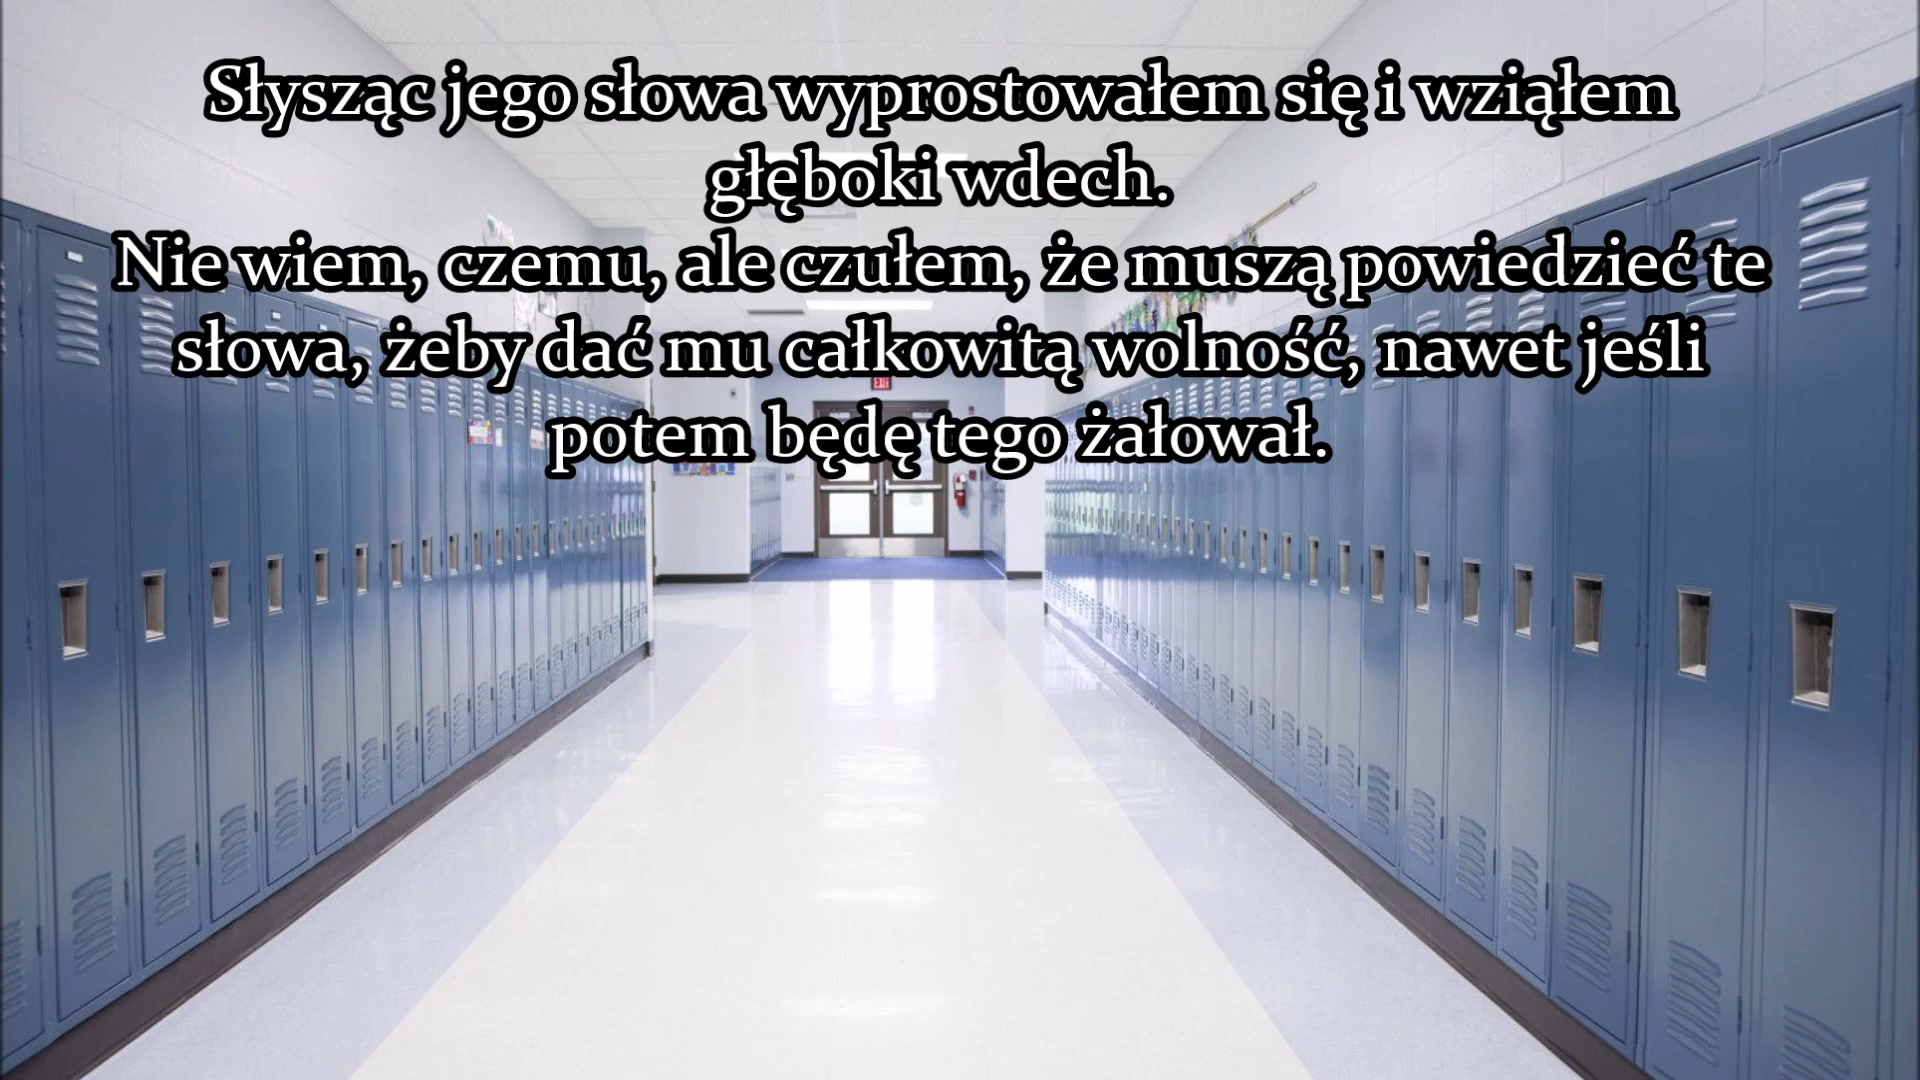 Słysząc jego słowa wyprostowałem się i wziąłem
głęboki wdech.
Nie wiem, czemu, ale czułem, że muszą powiedzieć te
słowa, żeby dać mu całkowitą wolność, nawet jeśli
potem będę tego żałował.
EXIT